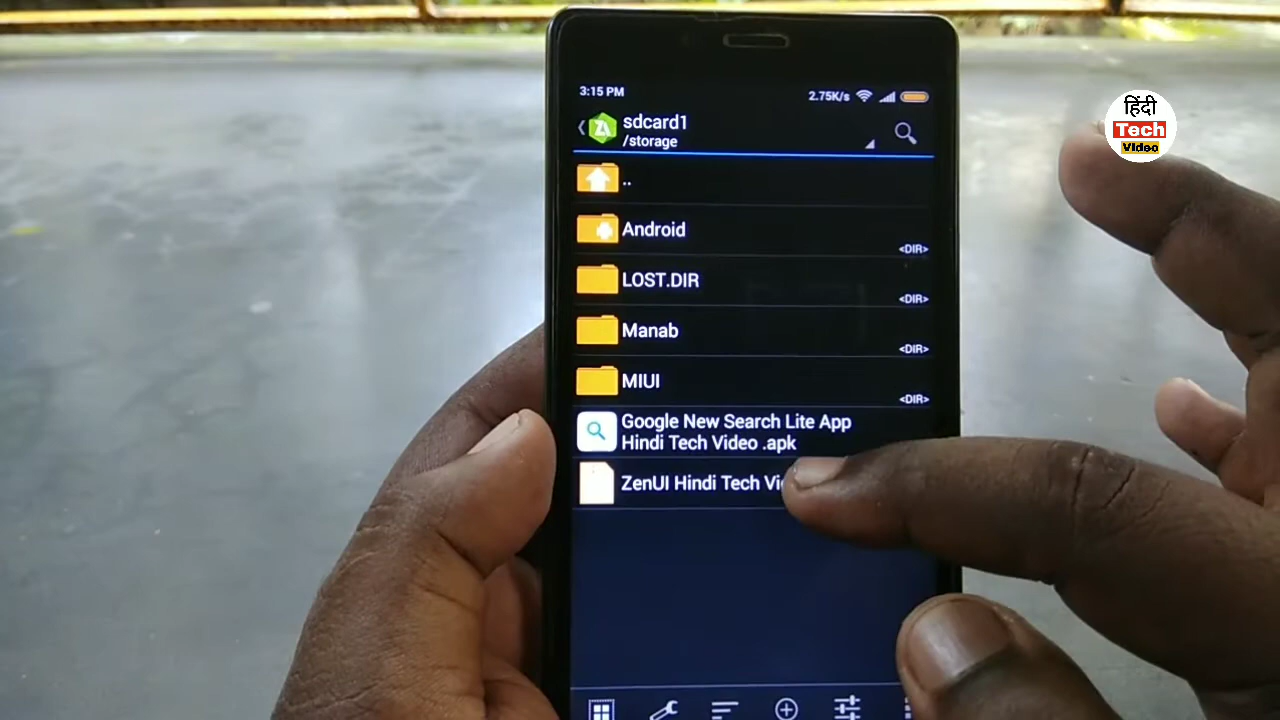 3:15 PM
2.75K/s
हिंदी
Tech
Video
sdcard1
/storage
..
Android
<DIR>
LOST.DIR
<DIR>
Manab
<DIR>
MIUI
<DIR>
Google New Search Lite App
Hindi Tech Video .apk
ZenUI Hindi Tech